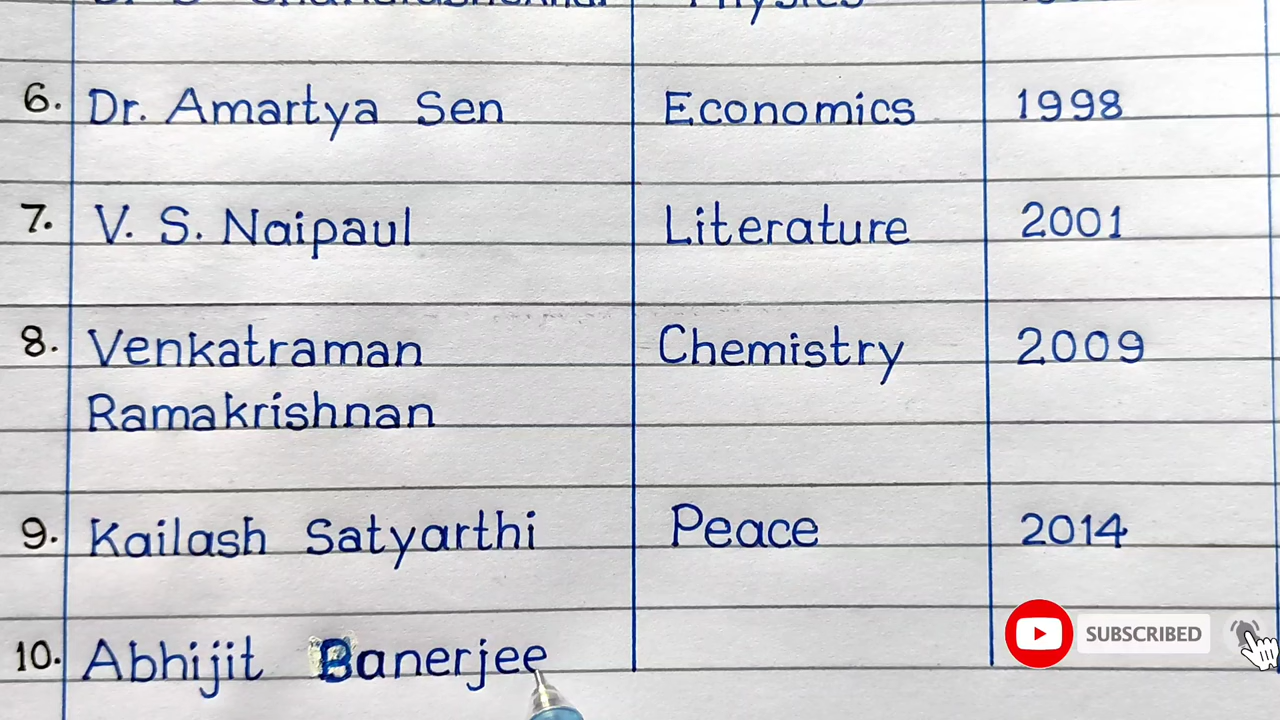 Physics
6. Dr. Amartya Sen Economics 1998
7. V. S. Naipaul Literature 2001
8. Venkatraman Chemistry 2009
Ramakrishnan
9. Kailash Satyarthi Peace 2014
10. Abhijit Banerjee
SUBSCRIBED